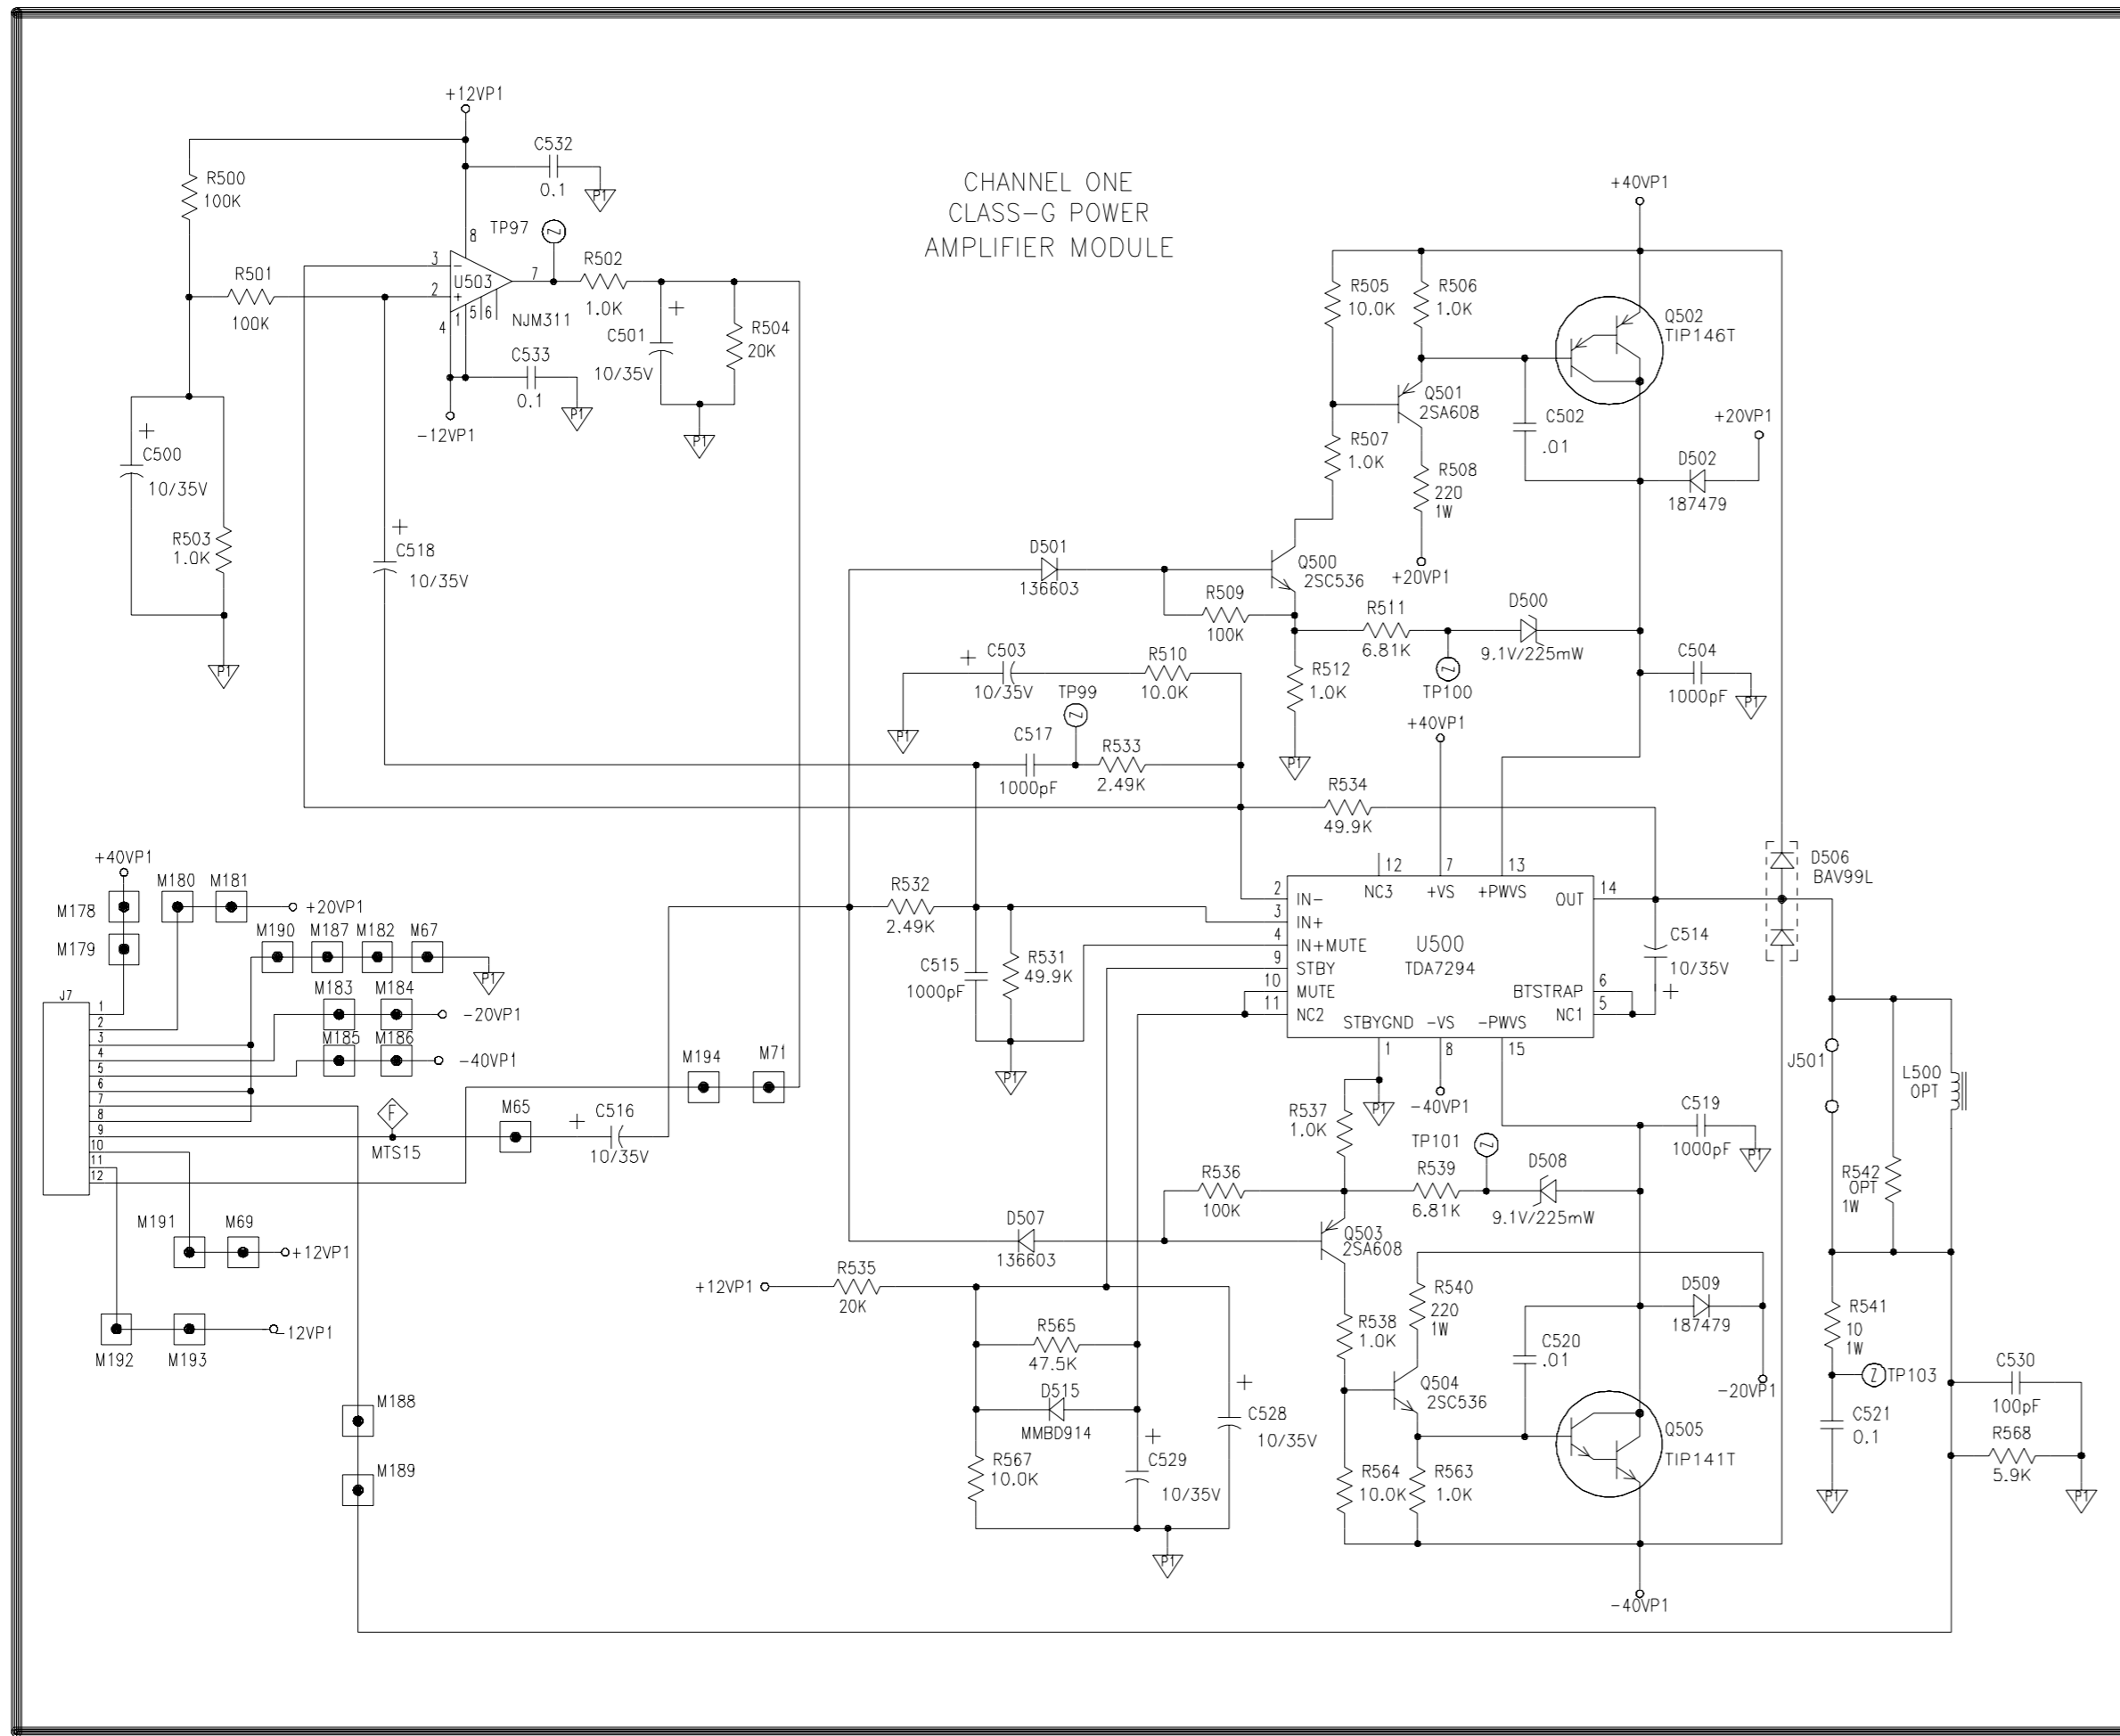 CHANNEL ONE
CLASS-G POWER
AMPLIFIER MODULE
+12VP1
C532
0.1
P1
R500
100K
TP97
Z
8
3
2
7
4
1
5
6
-
+
U503
NJM311
R501
100K
R502
1.0K
+
C501
10/35V
R504
20K
P1
C533
0.1
P1
-12VP1
+
C500
10/35V
R503
1.0K
P1
+
C518
10/35V
+40VP1
R505
10.0K
R506
1.0K
Q502
TIP146T
Q501
2SA608
C502
.01
+20VP1
R507
1.0K
R508
220
1W
D502
187479
+20VP1
D501
136603
Q500
2SC536
R509
100K
R511
6.81K
D500
9.1V/225mW
Z
TP100
+
C503
10/35V
R510
10.0K
R512
1.0K
C504
1000pF
P1
P1
P1
TP99
Z
C517
1000pF
R533
2.49K
+40VP1
R534
49.9K
D506
BAV99L
12
7
13
NC3
+VS
+PWVS
2
IN-
3
IN+
4
IN+MUTE
9
STBY
10
MUTE
11
NC2
U500
TDA7294
OUT
14
BTSTRAP
6
NC1
5
STBYGND
-VS
-PWVS
1
8
15
C514
10/35V
+
R532
2.49K
C515
1000pF
R531
49.9K
P1
+40VP1
M178
M179
M180
M181
+20VP1
M190
M187
M182
M67
P1
M183
M184
-20VP1
M185
M186
-40VP1
J7
1
2
3
4
5
6
7
8
9
10
11
12
F
MTS15
M65
+
C516
10/35V
M194
M71
M191
M69
+12VP1
M192
M193
-12VP1
M188
M189
R537
1.0K
P1
-40VP1
TP101
Z
C519
1000pF
P1
R536
100K
R539
6.81K
D508
9.1V/225mW
D507
136603
Q503
2SA608
+12VP1
R535
20K
R565
47.5K
D515
MMBD914
R567
10.0K
+
C529
10/35V
+
C528
10/35V
P1
R538
1.0K
R540
220
1W
D509
187479
C520
.01
-20VP1
Q504
2SC536
Q505
TIP141T
R564
10.0K
R563
1.0K
-40VP1
J501
L500
OPT
R542
OPT
1W
R541
10
1W
Z
TP103
C521
0.1
P1
C530
100pF
R568
5.9K
P1